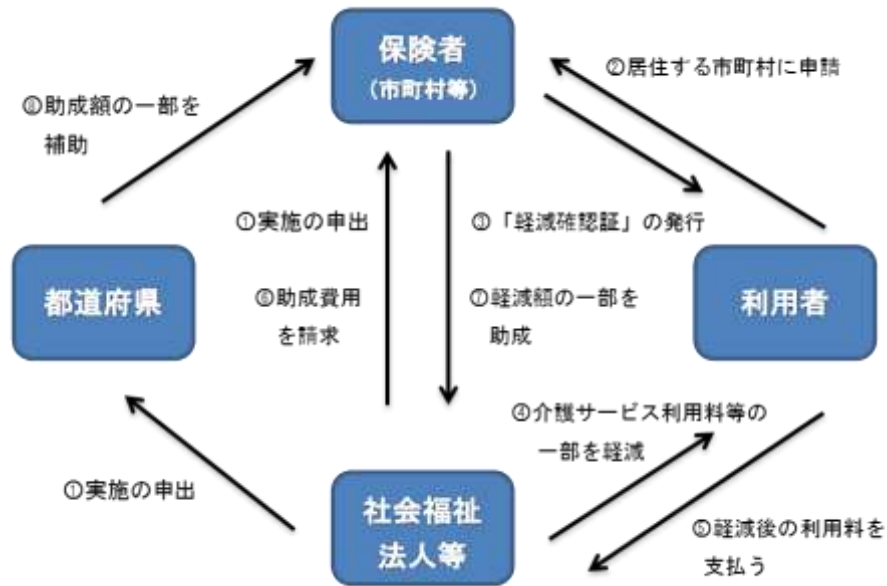 保険者
（市町村等）
②居住する市町村に申請
⑧助成額の一部を
補助
①実施の申出
③「軽減確認証」の発行
都道府県
⑥助成費用
を請求
⑦軽減額の一部を
助成
利用者
④介護サービス利用料等の
一部を軽減
①実施の申出
社会福祉
法人等
⑤軽減後の利用料を
支払う